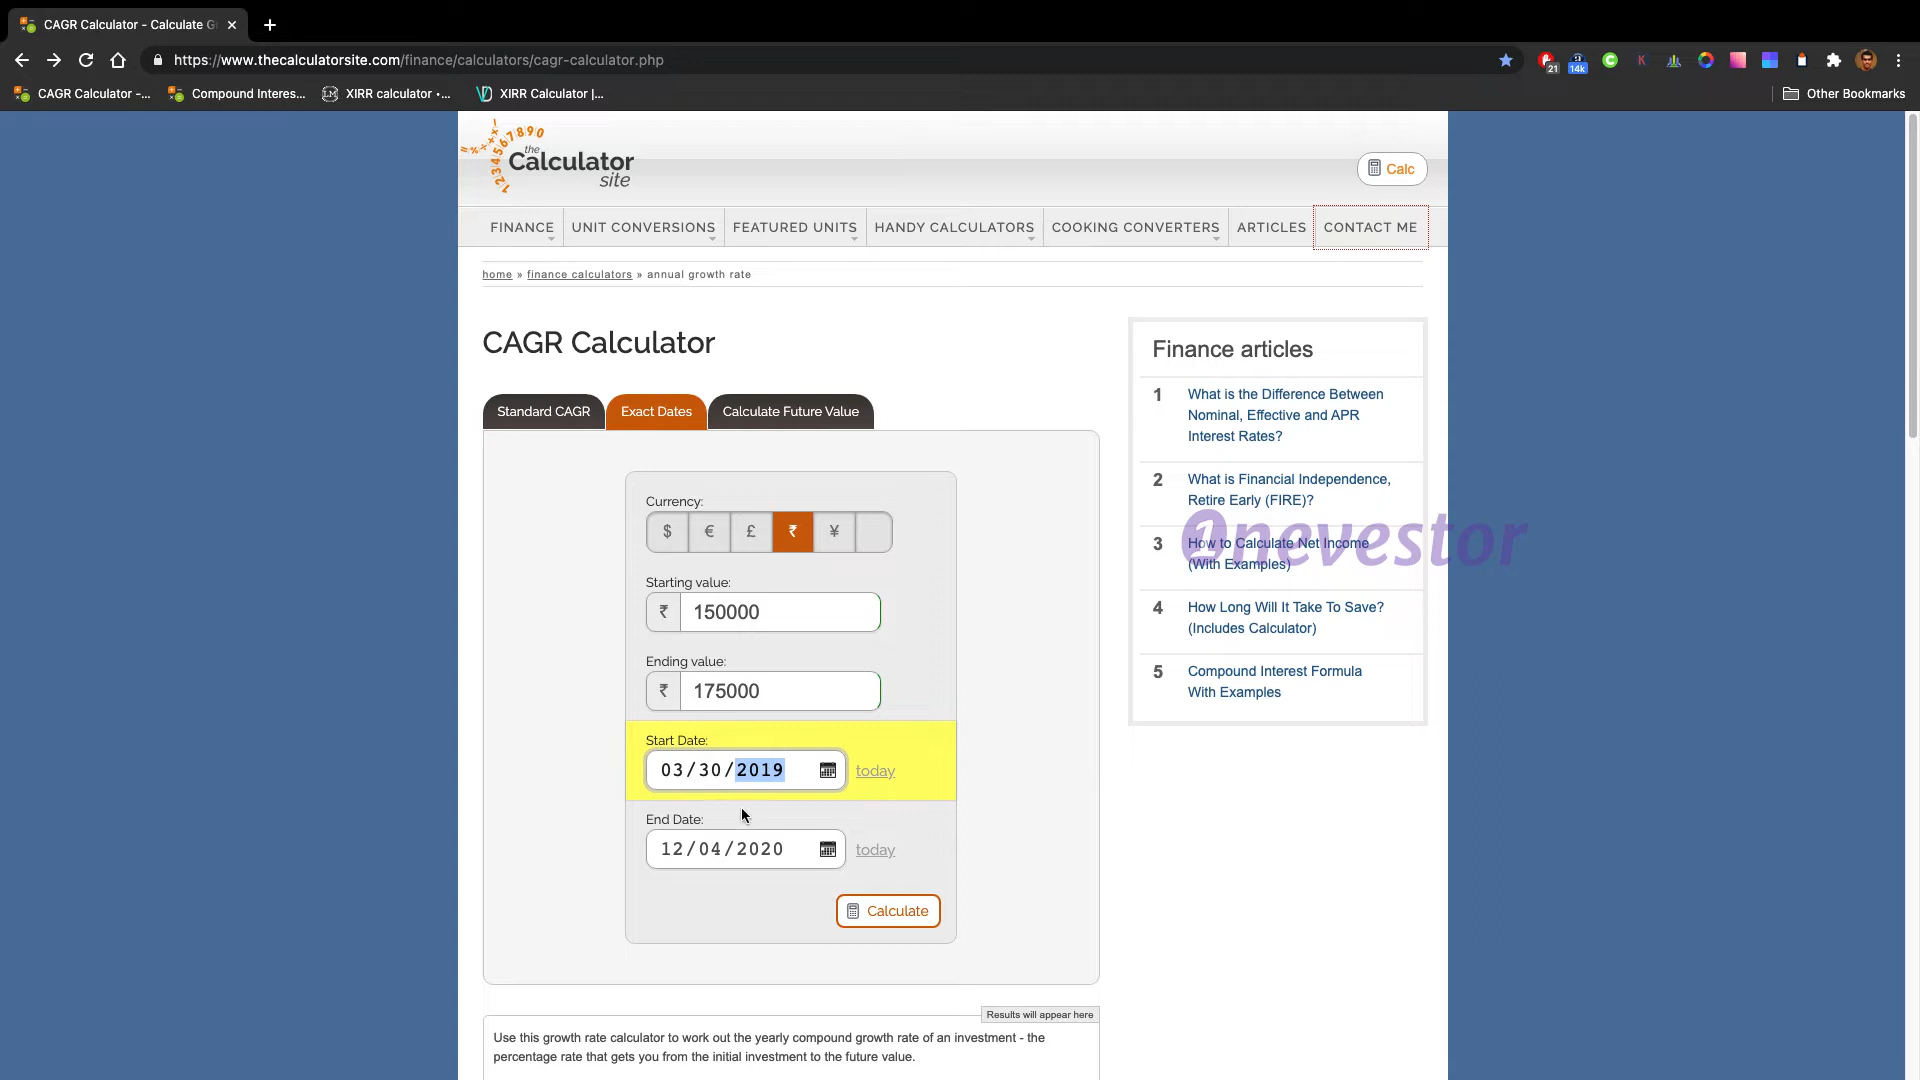 CAGR Calculator - Calculate G
https://www.thecalculatorsite.com/finance/calculators/cagr-calculator.php
21
14k
CAGR Calculator -...
Compound Interes...
XIRR calculator •...
XIRR Calculator |...
Other Bookmarks
=%÷×+−
1234567890
the
Calculator
site
Calc
FINANCE
UNIT CONVERSIONS
FEATURED UNITS
HANDY CALCULATORS
COOKING CONVERTERS
ARTICLES
CONTACT ME
home » finance calculators » annual growth rate
CAGR Calculator
Standard CAGR
Exact Dates
Calculate Future Value
Currency:
$ € £ ₹ ¥
Starting value:
₹ 150000
Ending value:
₹ 175000
Start Date:
03/30/2019
today
End Date:
12/04/2020
today
Calculate
Results will appear here
Use this growth rate calculator to work out the yearly compound growth rate of an investment - the
percentage rate that gets you from the initial investment to the future value.
Finance articles
1 What is the Difference Between
Nominal, Effective and APR
Interest Rates?
2 What is Financial Independence,
Retire Early (FIRE)?
3 How to Calculate Net Income
(With Examples)
4 How Long Will It Take To Save?
(Includes Calculator)
5 Compound Interest Formula
With Examples
1nevestor